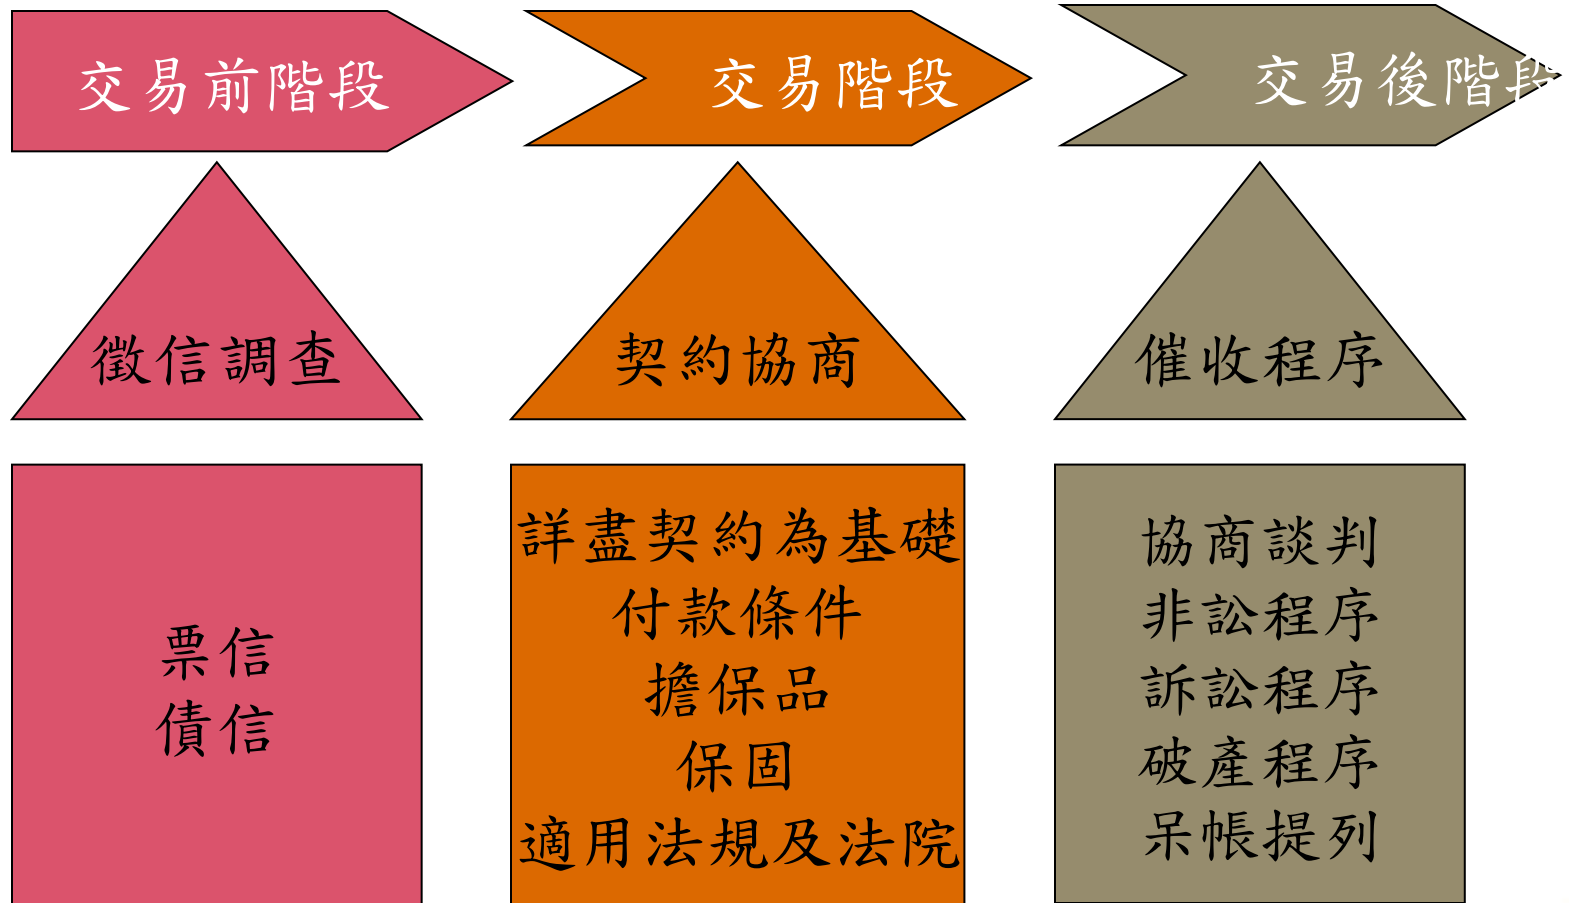 交易前階段
交易階段
交易後階段
徵信調查
契約協商
催收程序
票信
債信
詳盡契約為基礎
付款條件
擔保品
保固
適用法規及法院
協商談判
非訟程序
訴訟程序
破產程序
呆帳提列